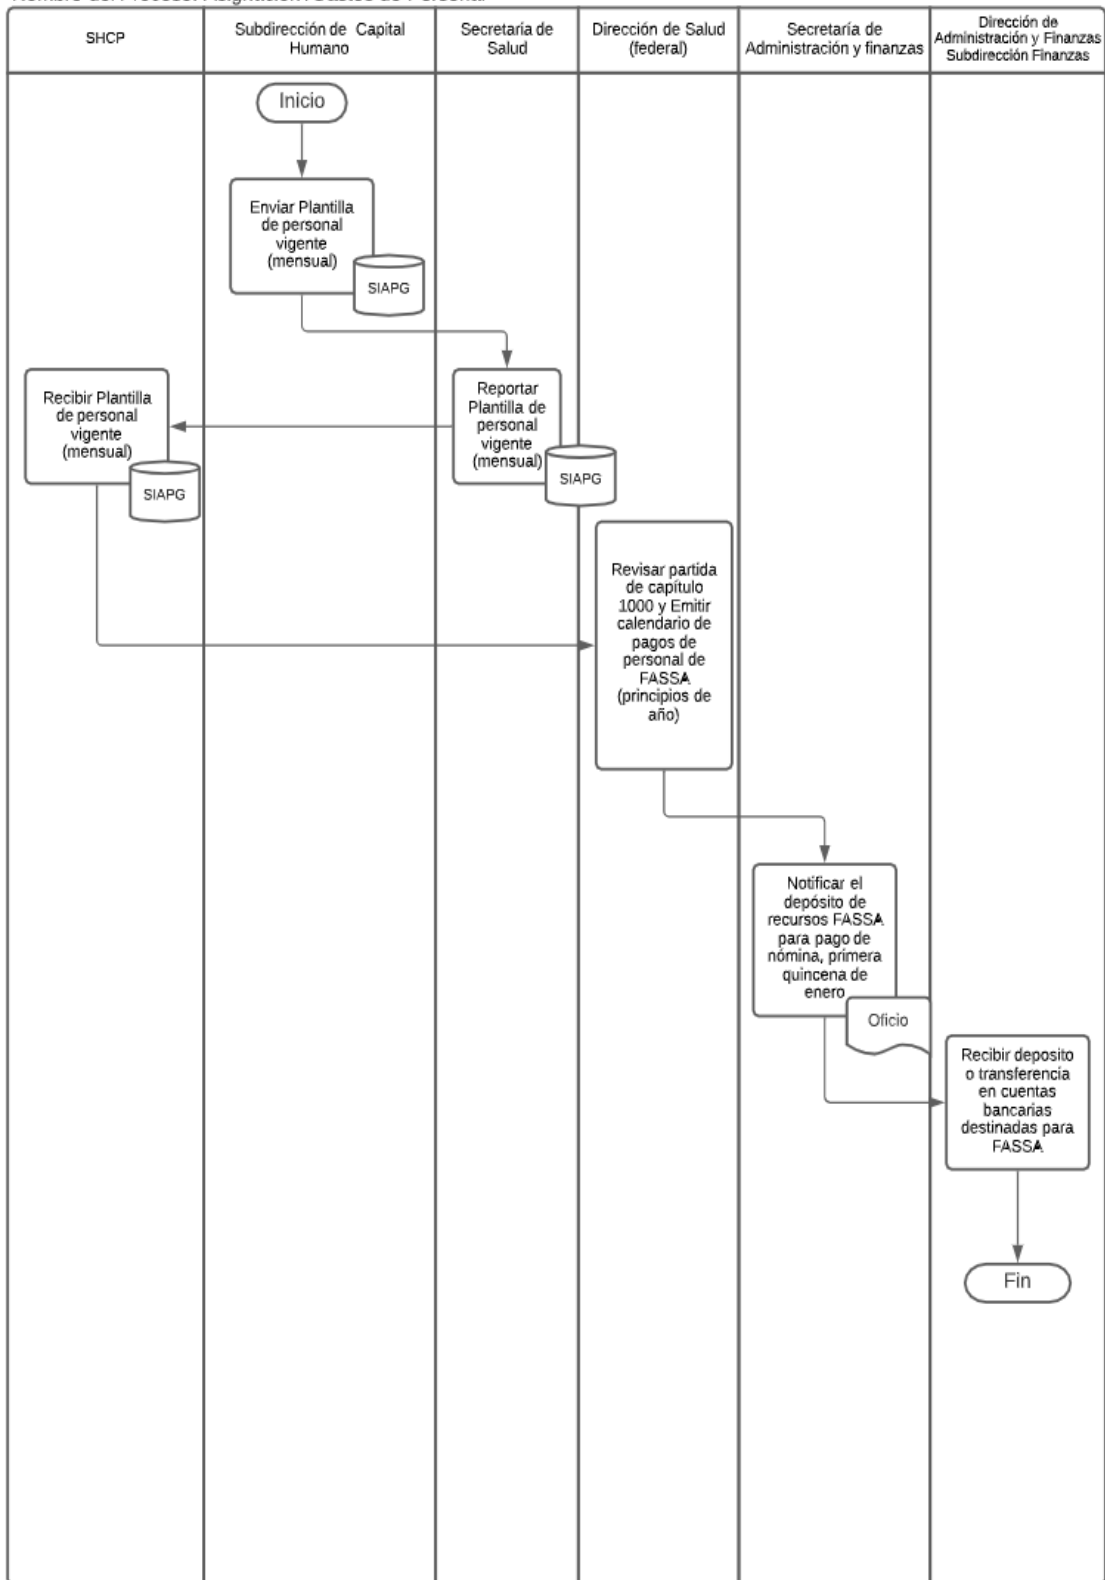 SHCP
Subdirección de Capital
Humano
Secretaría de
Salud
Dirección de Salud
(federal)
Secretaría de
Administración y finanzas
Dirección de
Administración y Finanzas
Subdirección Finanzas
Inicio
Enviar Plantilla
de personal
vigente
(mensual)
SIAPG
Reportar
Plantilla de
personal
vigente
(mensual)
SIAPG
Recibir Plantilla
de personal
vigente
(mensual)
SIAPG
Revisar partida
de capítulo
1000 y Emitir
calendario de
pagos de
personal de
FASSA
(principios de
año)
Notificar el
depósito de
recursos FASSA
para pago de
nómina, primera
quincena de
enero
Oficio
Recibir deposito
o transferencia
en cuentas
bancarias
destinadas para
FASSA
Fin